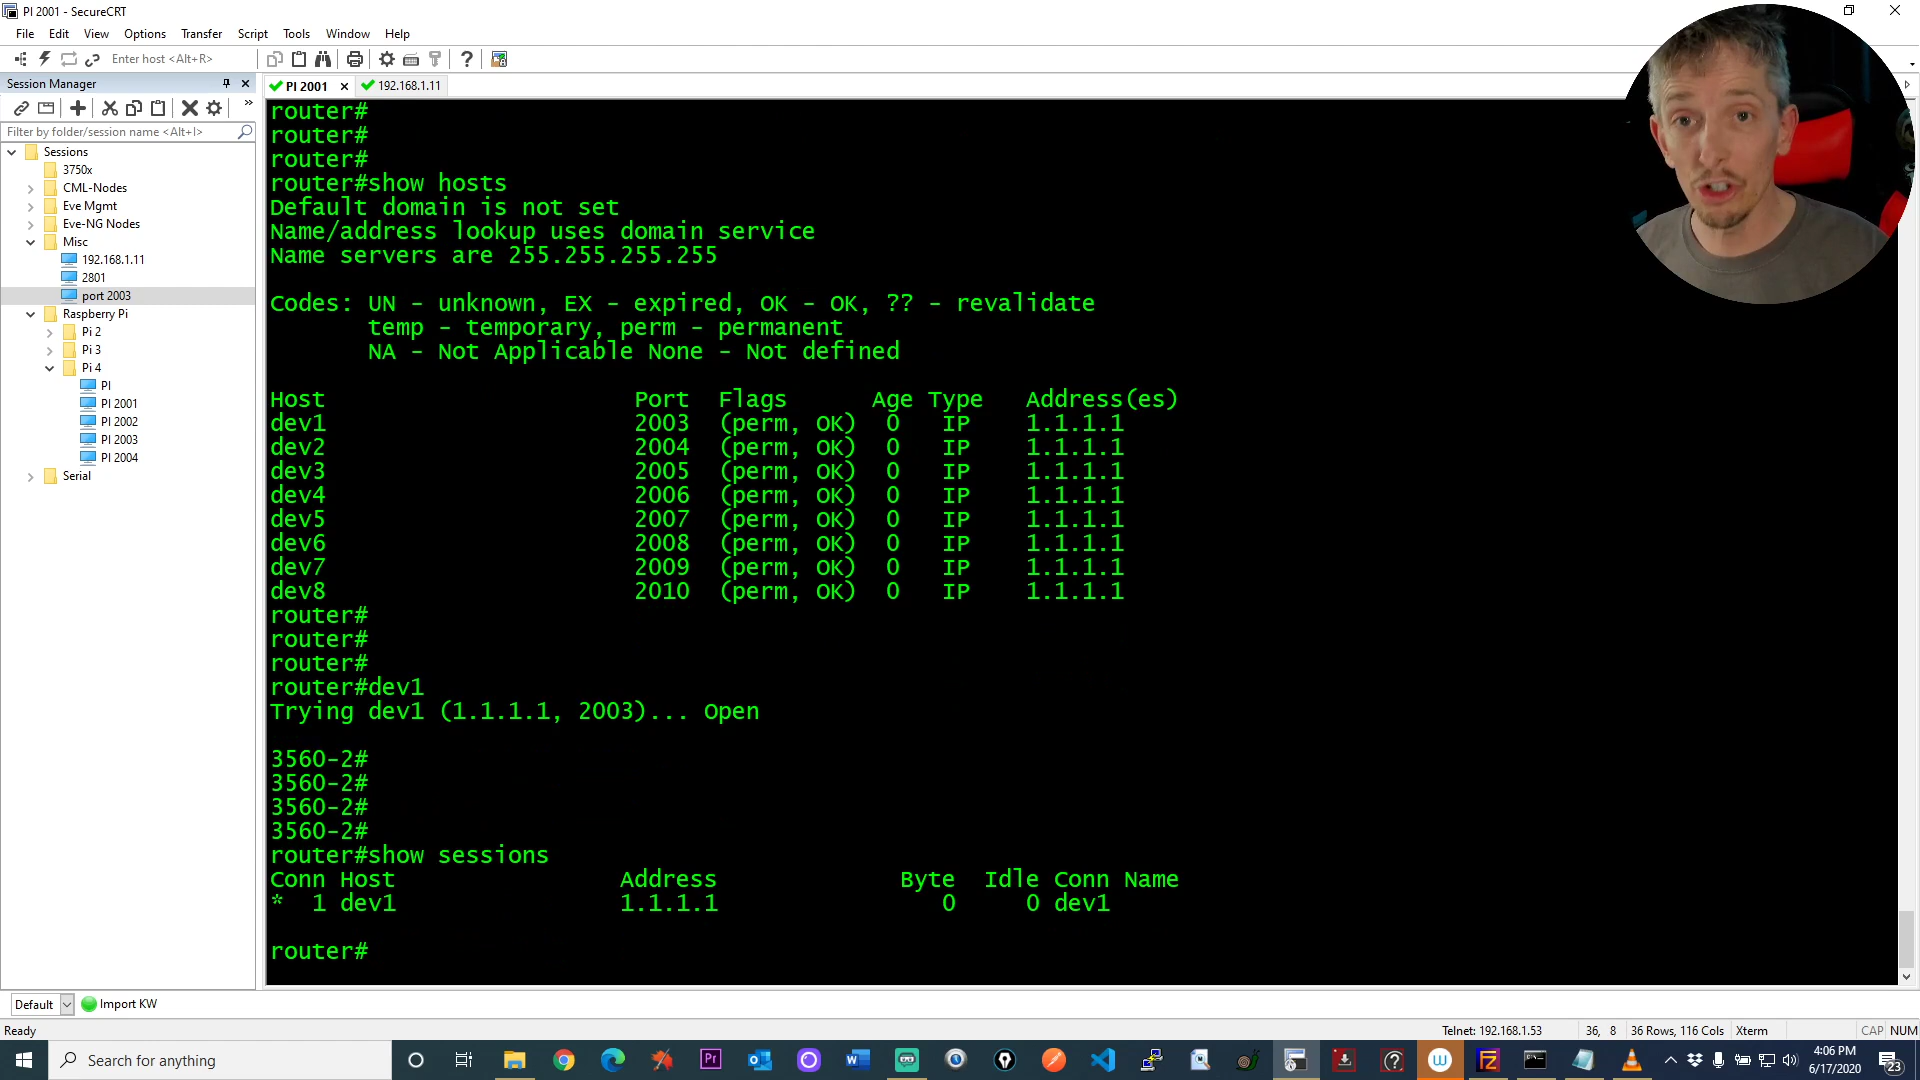 PI 2001 - SecureCRT
File Edit View Options Transfer Script Tools Window Help
Enter host <Alt+R>
Session Manager
PI 2001
192.168.1.11
Filter by folder/session name <Alt+I>
Sessions
3750x
CML-Nodes
Eve Mgmt
Eve-NG Nodes
Misc
192.168.1.11
2801
port 2003
Raspberry Pi
Pi 2
Pi 3
Pi 4
PI
PI 2001
PI 2002
PI 2003
PI 2004
Serial
router#
router#
router#
router#show hosts
Default domain is not set
Name/address lookup uses domain service
Name servers are 255.255.255.255
Codes: UN - unknown, EX - expired, OK - OK, ?? - revalidate
temp - temporary, perm - permanent
NA - Not Applicable None - Not defined
Host Port Flags Age Type Address(es)
dev1 2003 (perm, OK) 0 IP 1.1.1.1
dev2 2004 (perm, OK) 0 IP 1.1.1.1
dev3 2005 (perm, OK) 0 IP 1.1.1.1
dev4 2006 (perm, OK) 0 IP 1.1.1.1
dev5 2007 (perm, OK) 0 IP 1.1.1.1
dev6 2008 (perm, OK) 0 IP 1.1.1.1
dev7 2009 (perm, OK) 0 IP 1.1.1.1
dev8 2010 (perm, OK) 0 IP 1.1.1.1
router#
router#
router#
router#dev1
Trying dev1 (1.1.1.1, 2003)... Open
3560-2#
3560-2#
3560-2#
3560-2#
router#show sessions
Conn Host Address Byte Idle Conn Name
* 1 dev1 1.1.1.1 0 0 dev1
router#
Default
Import KW
Ready
Telnet: 192.168.1.53 36, 8 36 Rows, 116 Cols Xterm CAP NUM
Search for anything
4:06 PM
6/17/2020
23